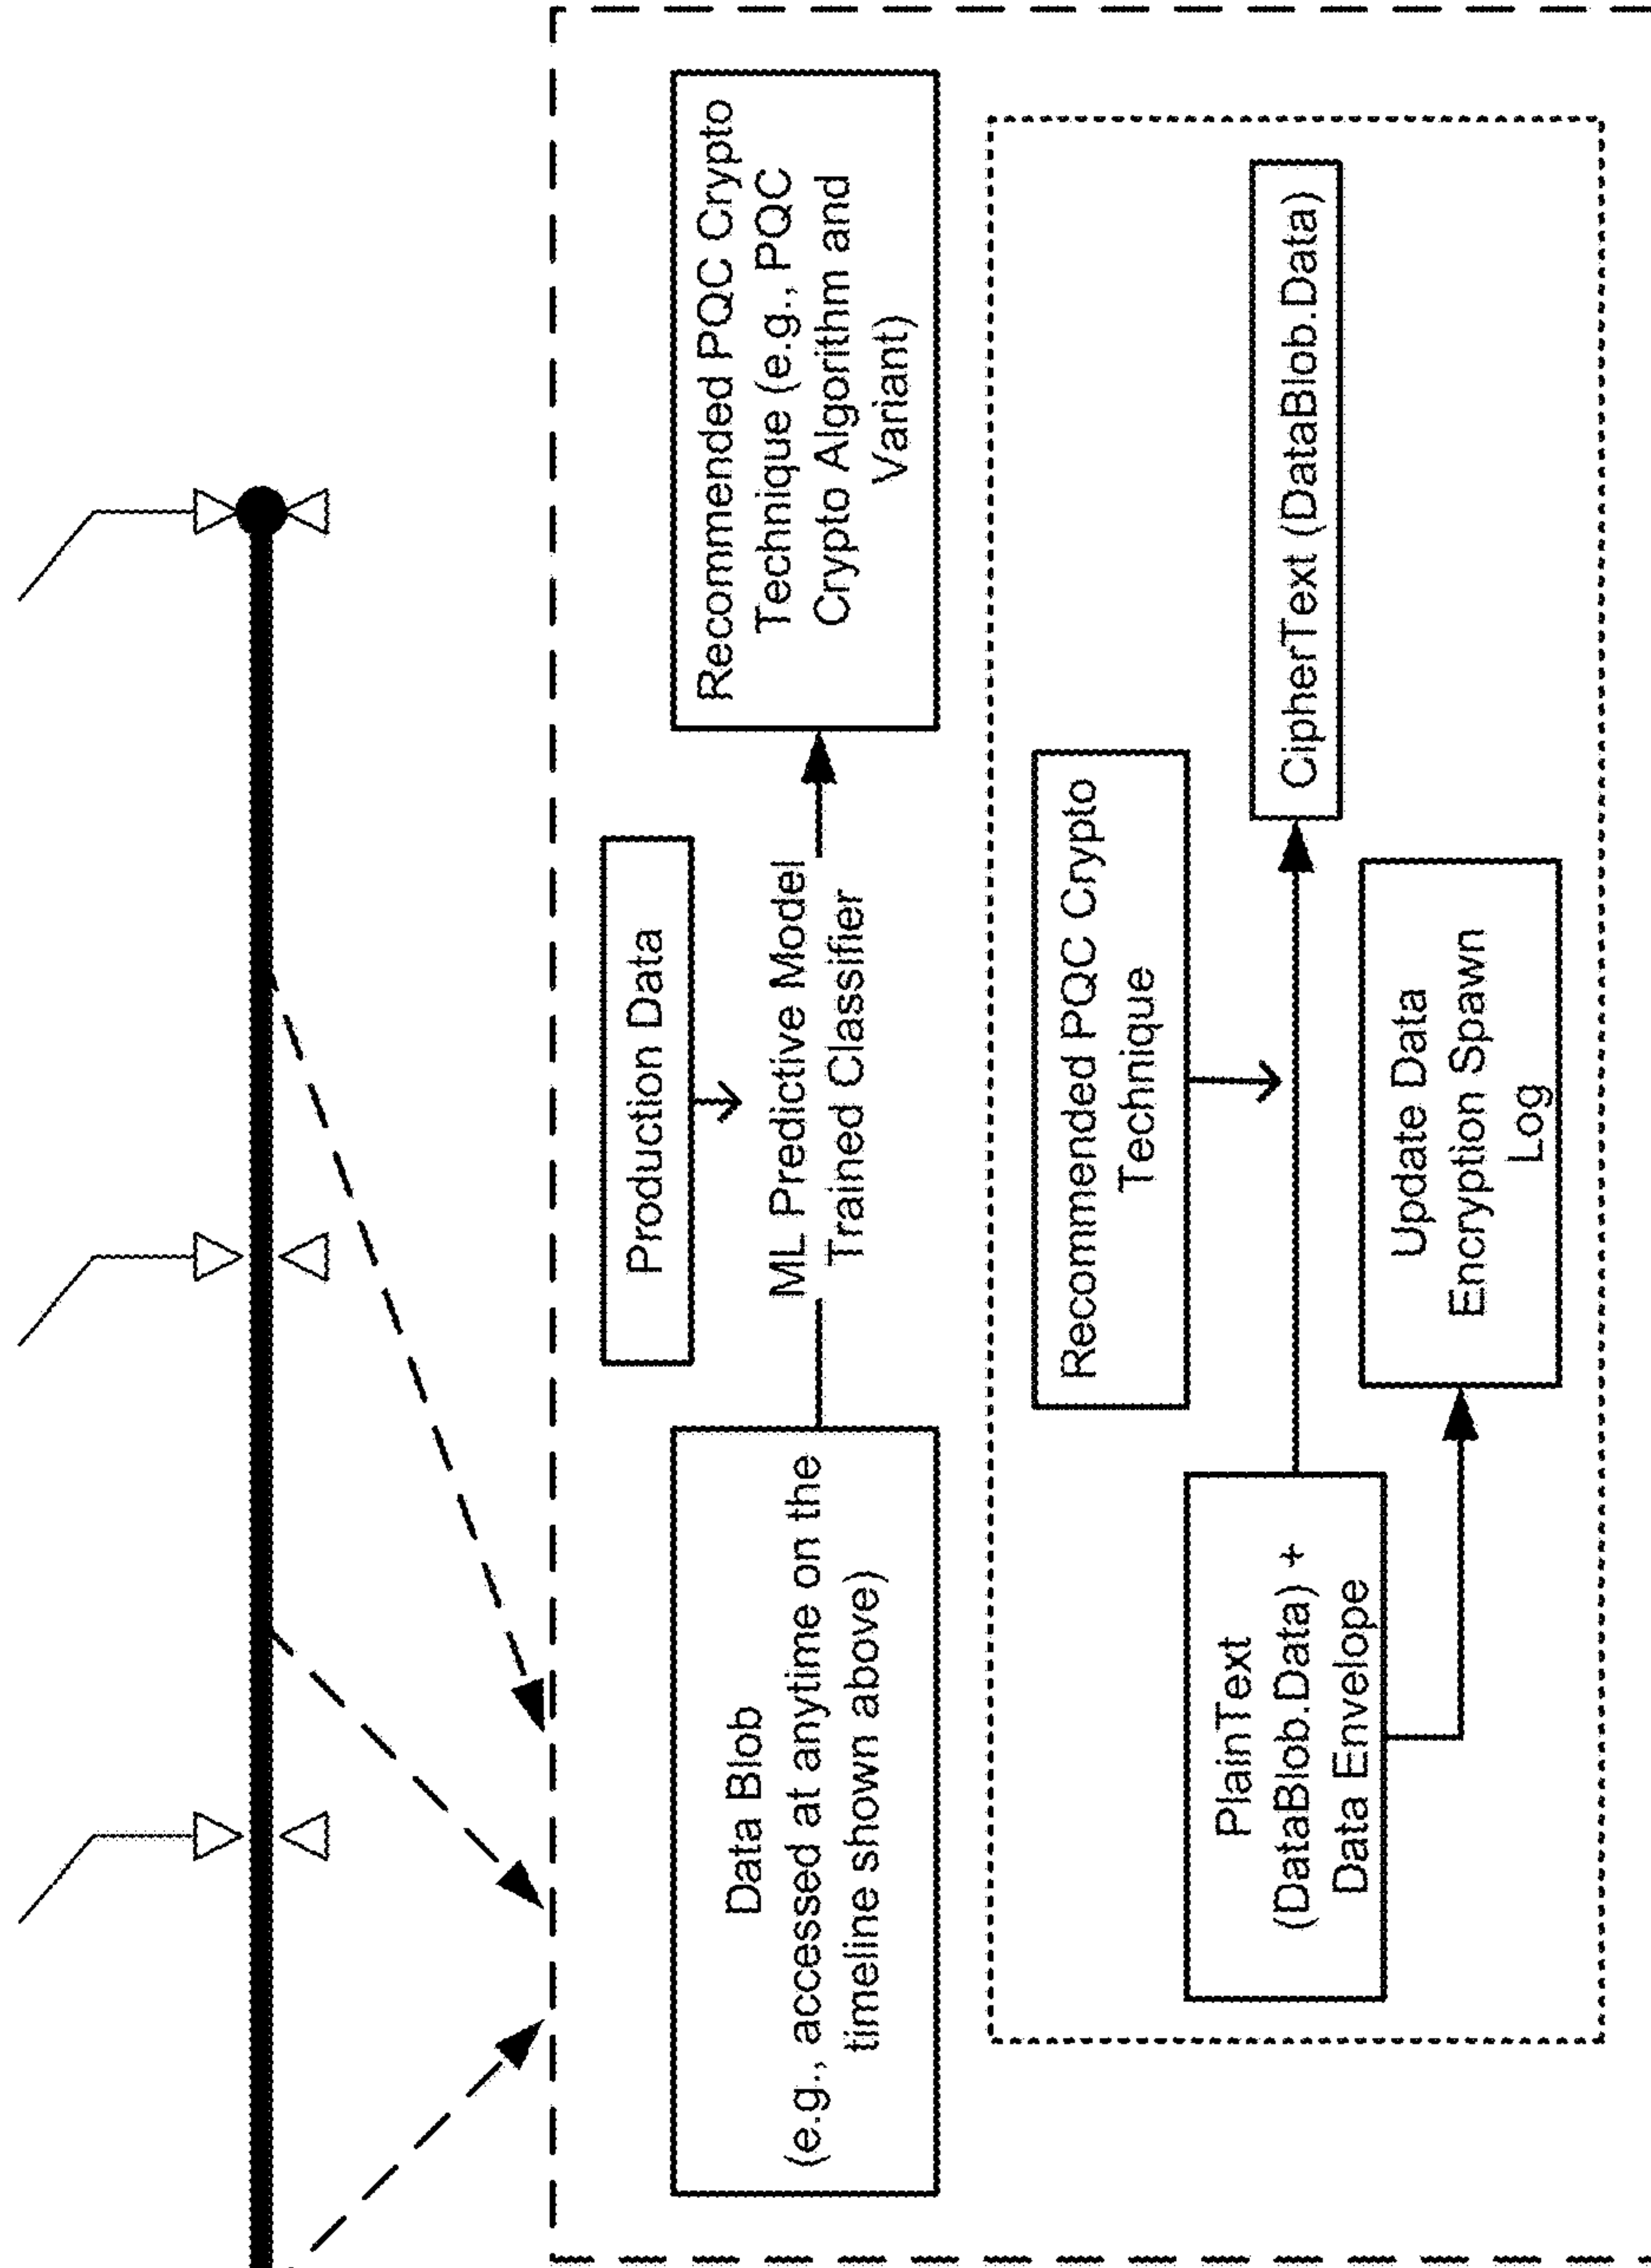 Production Data
Data Blob
(e.g., accessed at anytime on the
timeline shown above)
ML Predictive Model
Trained Classifier
Recommended PQC Crypto
Technique (e.g., PQC
Crypto Algorithm and
Variant)
Recommended PQC Crypto
Technique
PlainText
(DataBlob.Data) +
Data Envelope
CipherText (DataBlob.Data)
Update Data
Encryption Spawn
Log